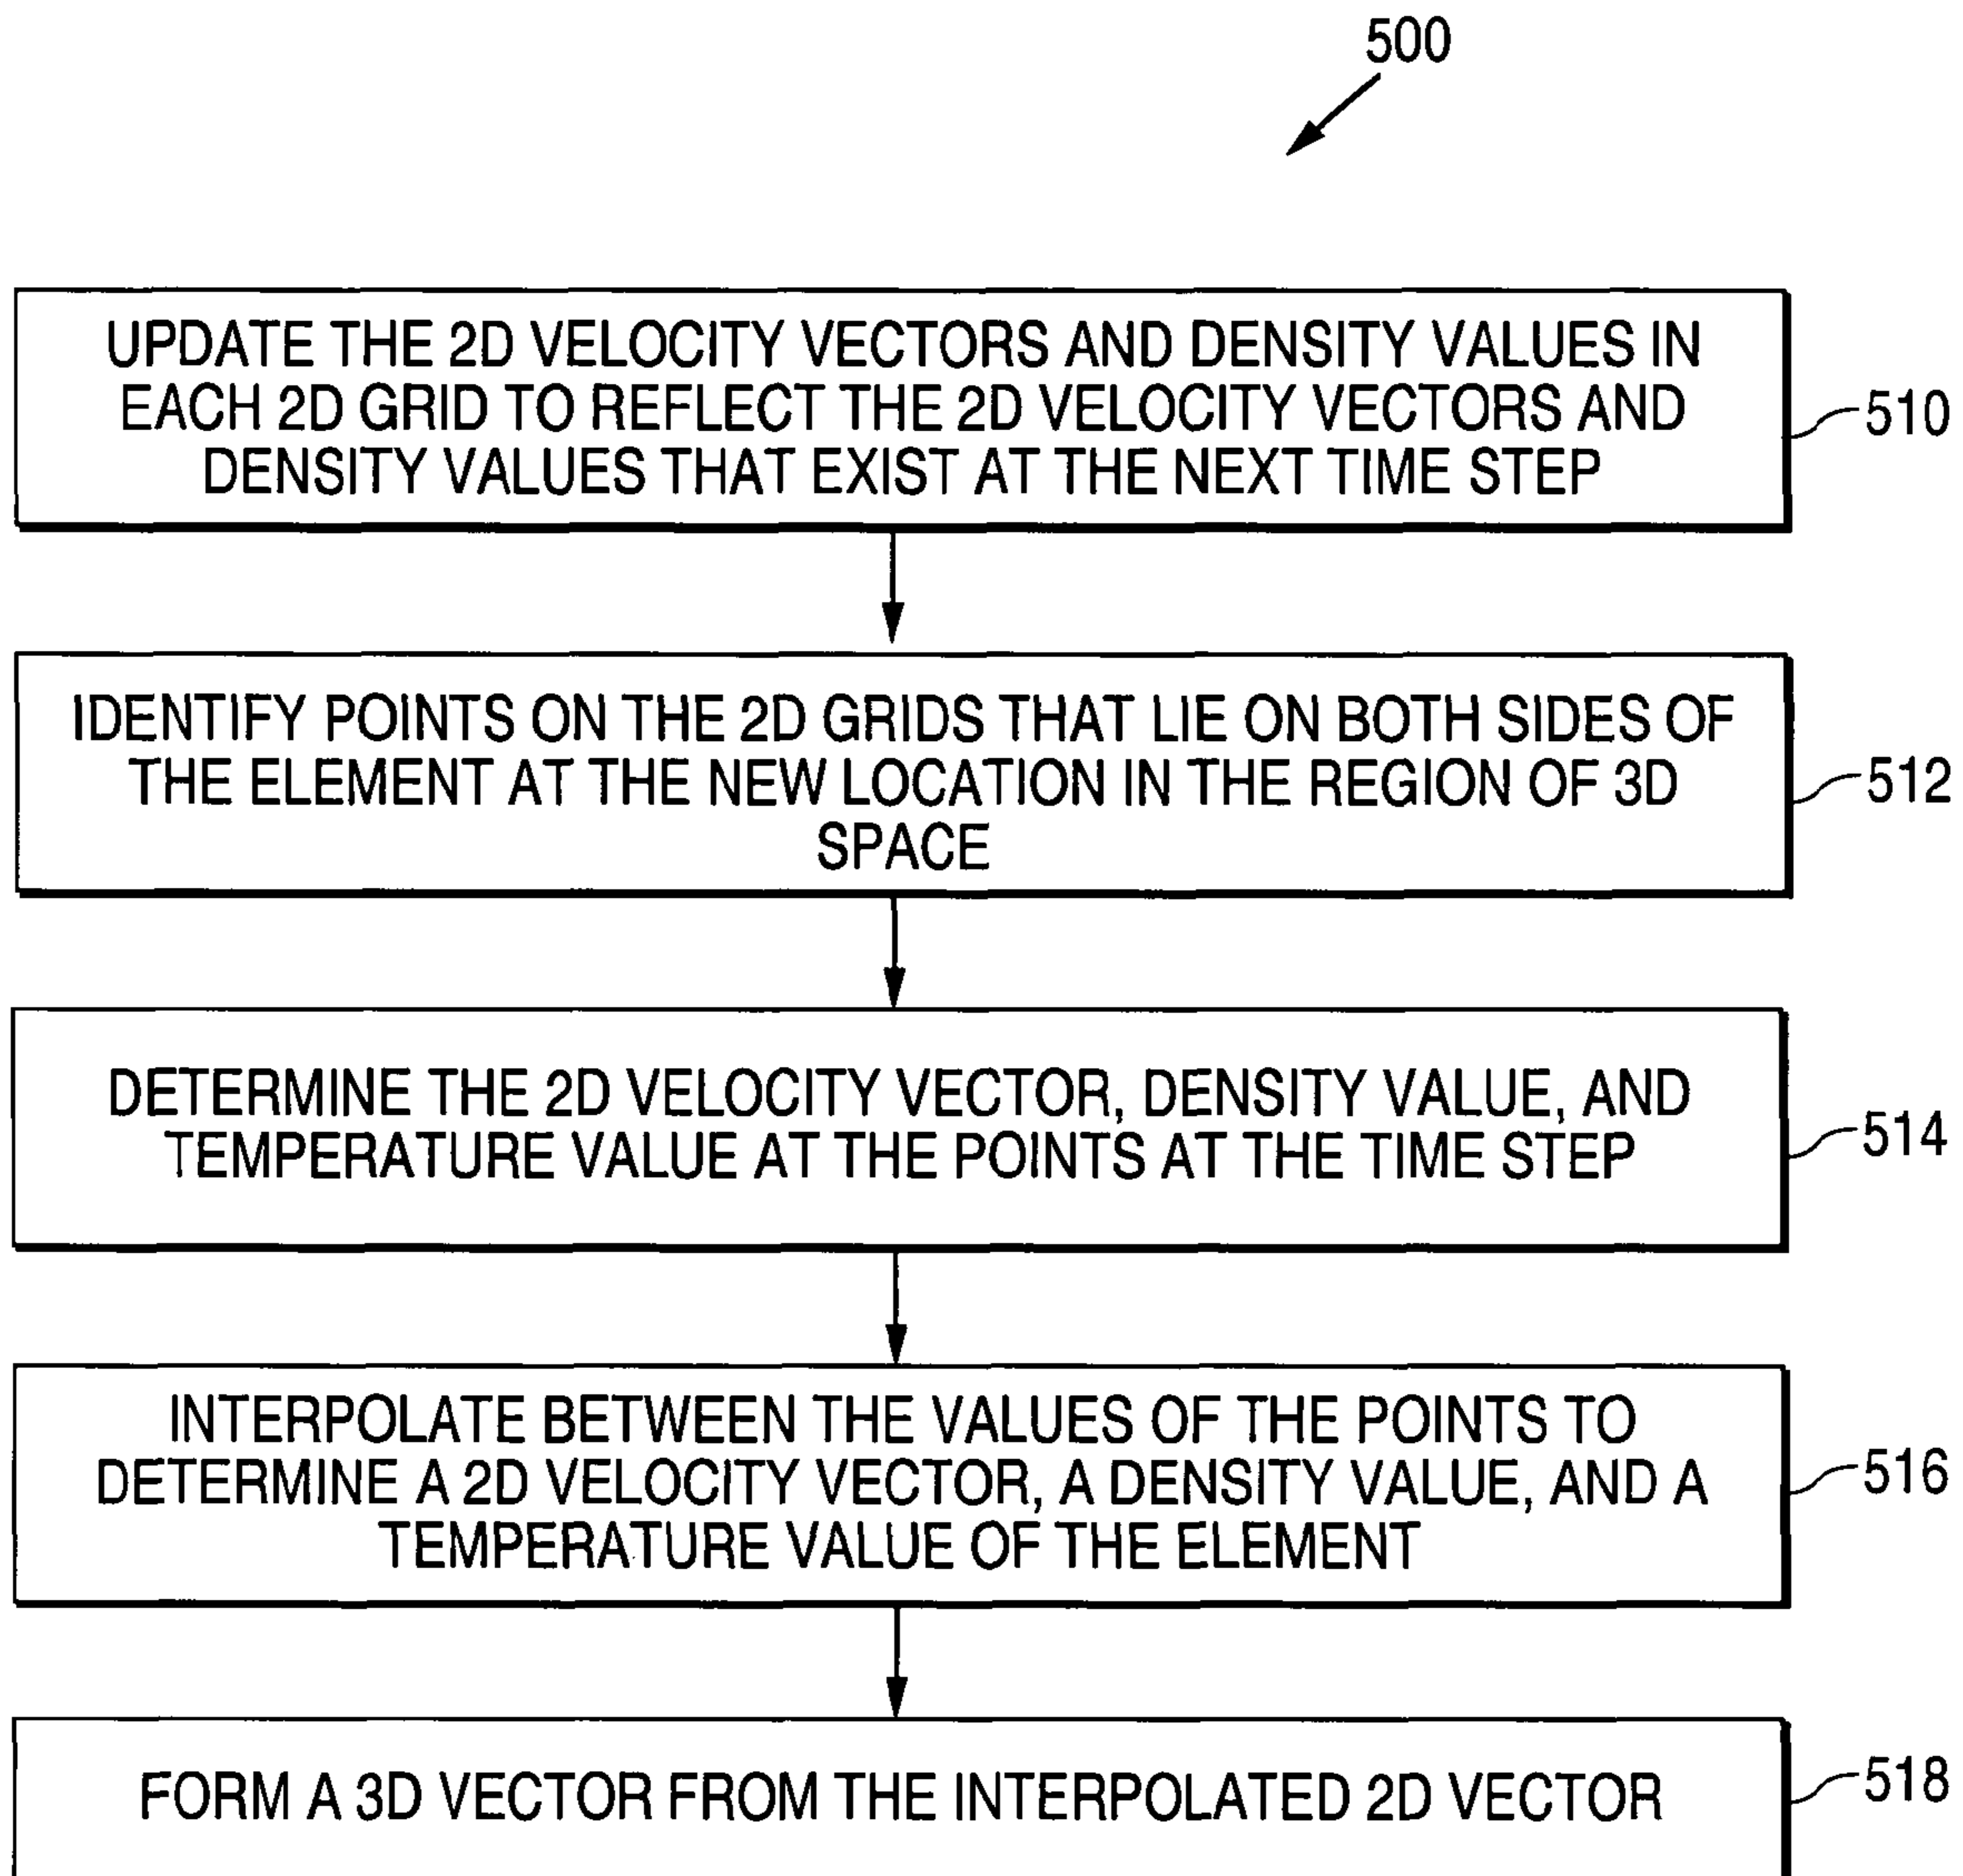 500
UPDATE THE 2D VELOCITY VECTORS AND DENSITY VALUES IN
EACH 2D GRID TO REFLECT THE 2D VELOCITY VECTORS AND
DENSITY VALUES THAT EXIST AT THE NEXT TIME STEP
510
IDENTIFY POINTS ON THE 2D GRIDS THAT LIE ON BOTH SIDES OF
THE ELEMENT AT THE NEW LOCATION IN THE REGION OF 3D
SPACE
512
DETERMINE THE 2D VELOCITY VECTOR, DENSITY VALUE, AND
TEMPERATURE VALUE AT THE POINTS AT THE TIME STEP
514
INTERPOLATE BETWEEN THE VALUES OF THE POINTS TO
DETERMINE A 2D VELOCITY VECTOR, A DENSITY VALUE, AND A
TEMPERATURE VALUE OF THE ELEMENT
516
FORM A 3D VECTOR FROM THE INTERPOLATED 2D VECTOR
518